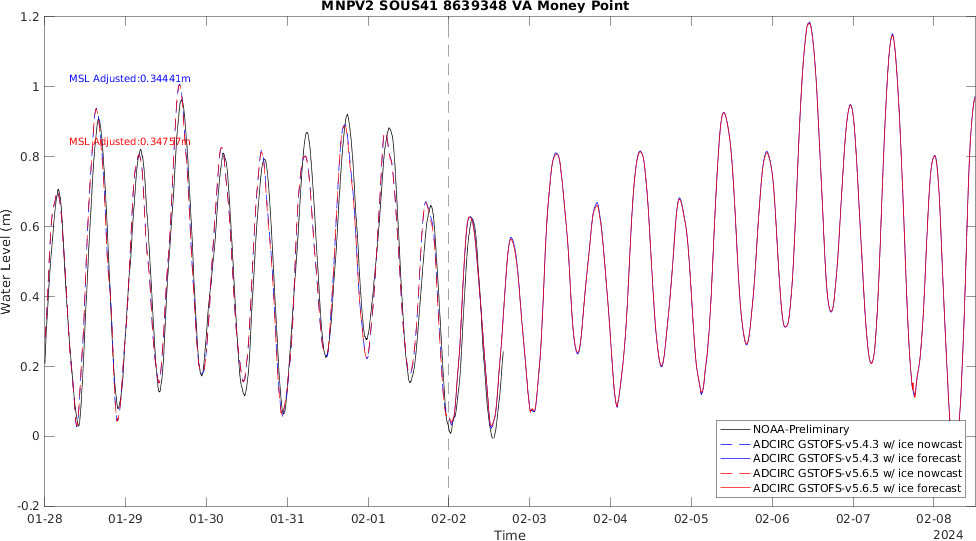 MNPV2 SOUS41 8639348 VA Money Point
1.2
1
0.8
0.6
0.4
0.2
0
-0.2
Water Level (m)
MSL Adjusted:0.34441m
MSL Adjusted:0.34757m
NOAA-Preliminary
ADCIRC GSTOFS-v5.4.3 w/ ice nowcast
ADCIRC GSTOFS-v5.4.3 w/ ice forecast
ADCIRC GSTOFS-v5.6.5 w/ ice nowcast
ADCIRC GSTOFS-v5.6.5 w/ ice forecast
01-28 01-29 01-30 01-31 02-01 02-02 02-03 02-04 02-05 02-06 02-07 02-08
Time
2024